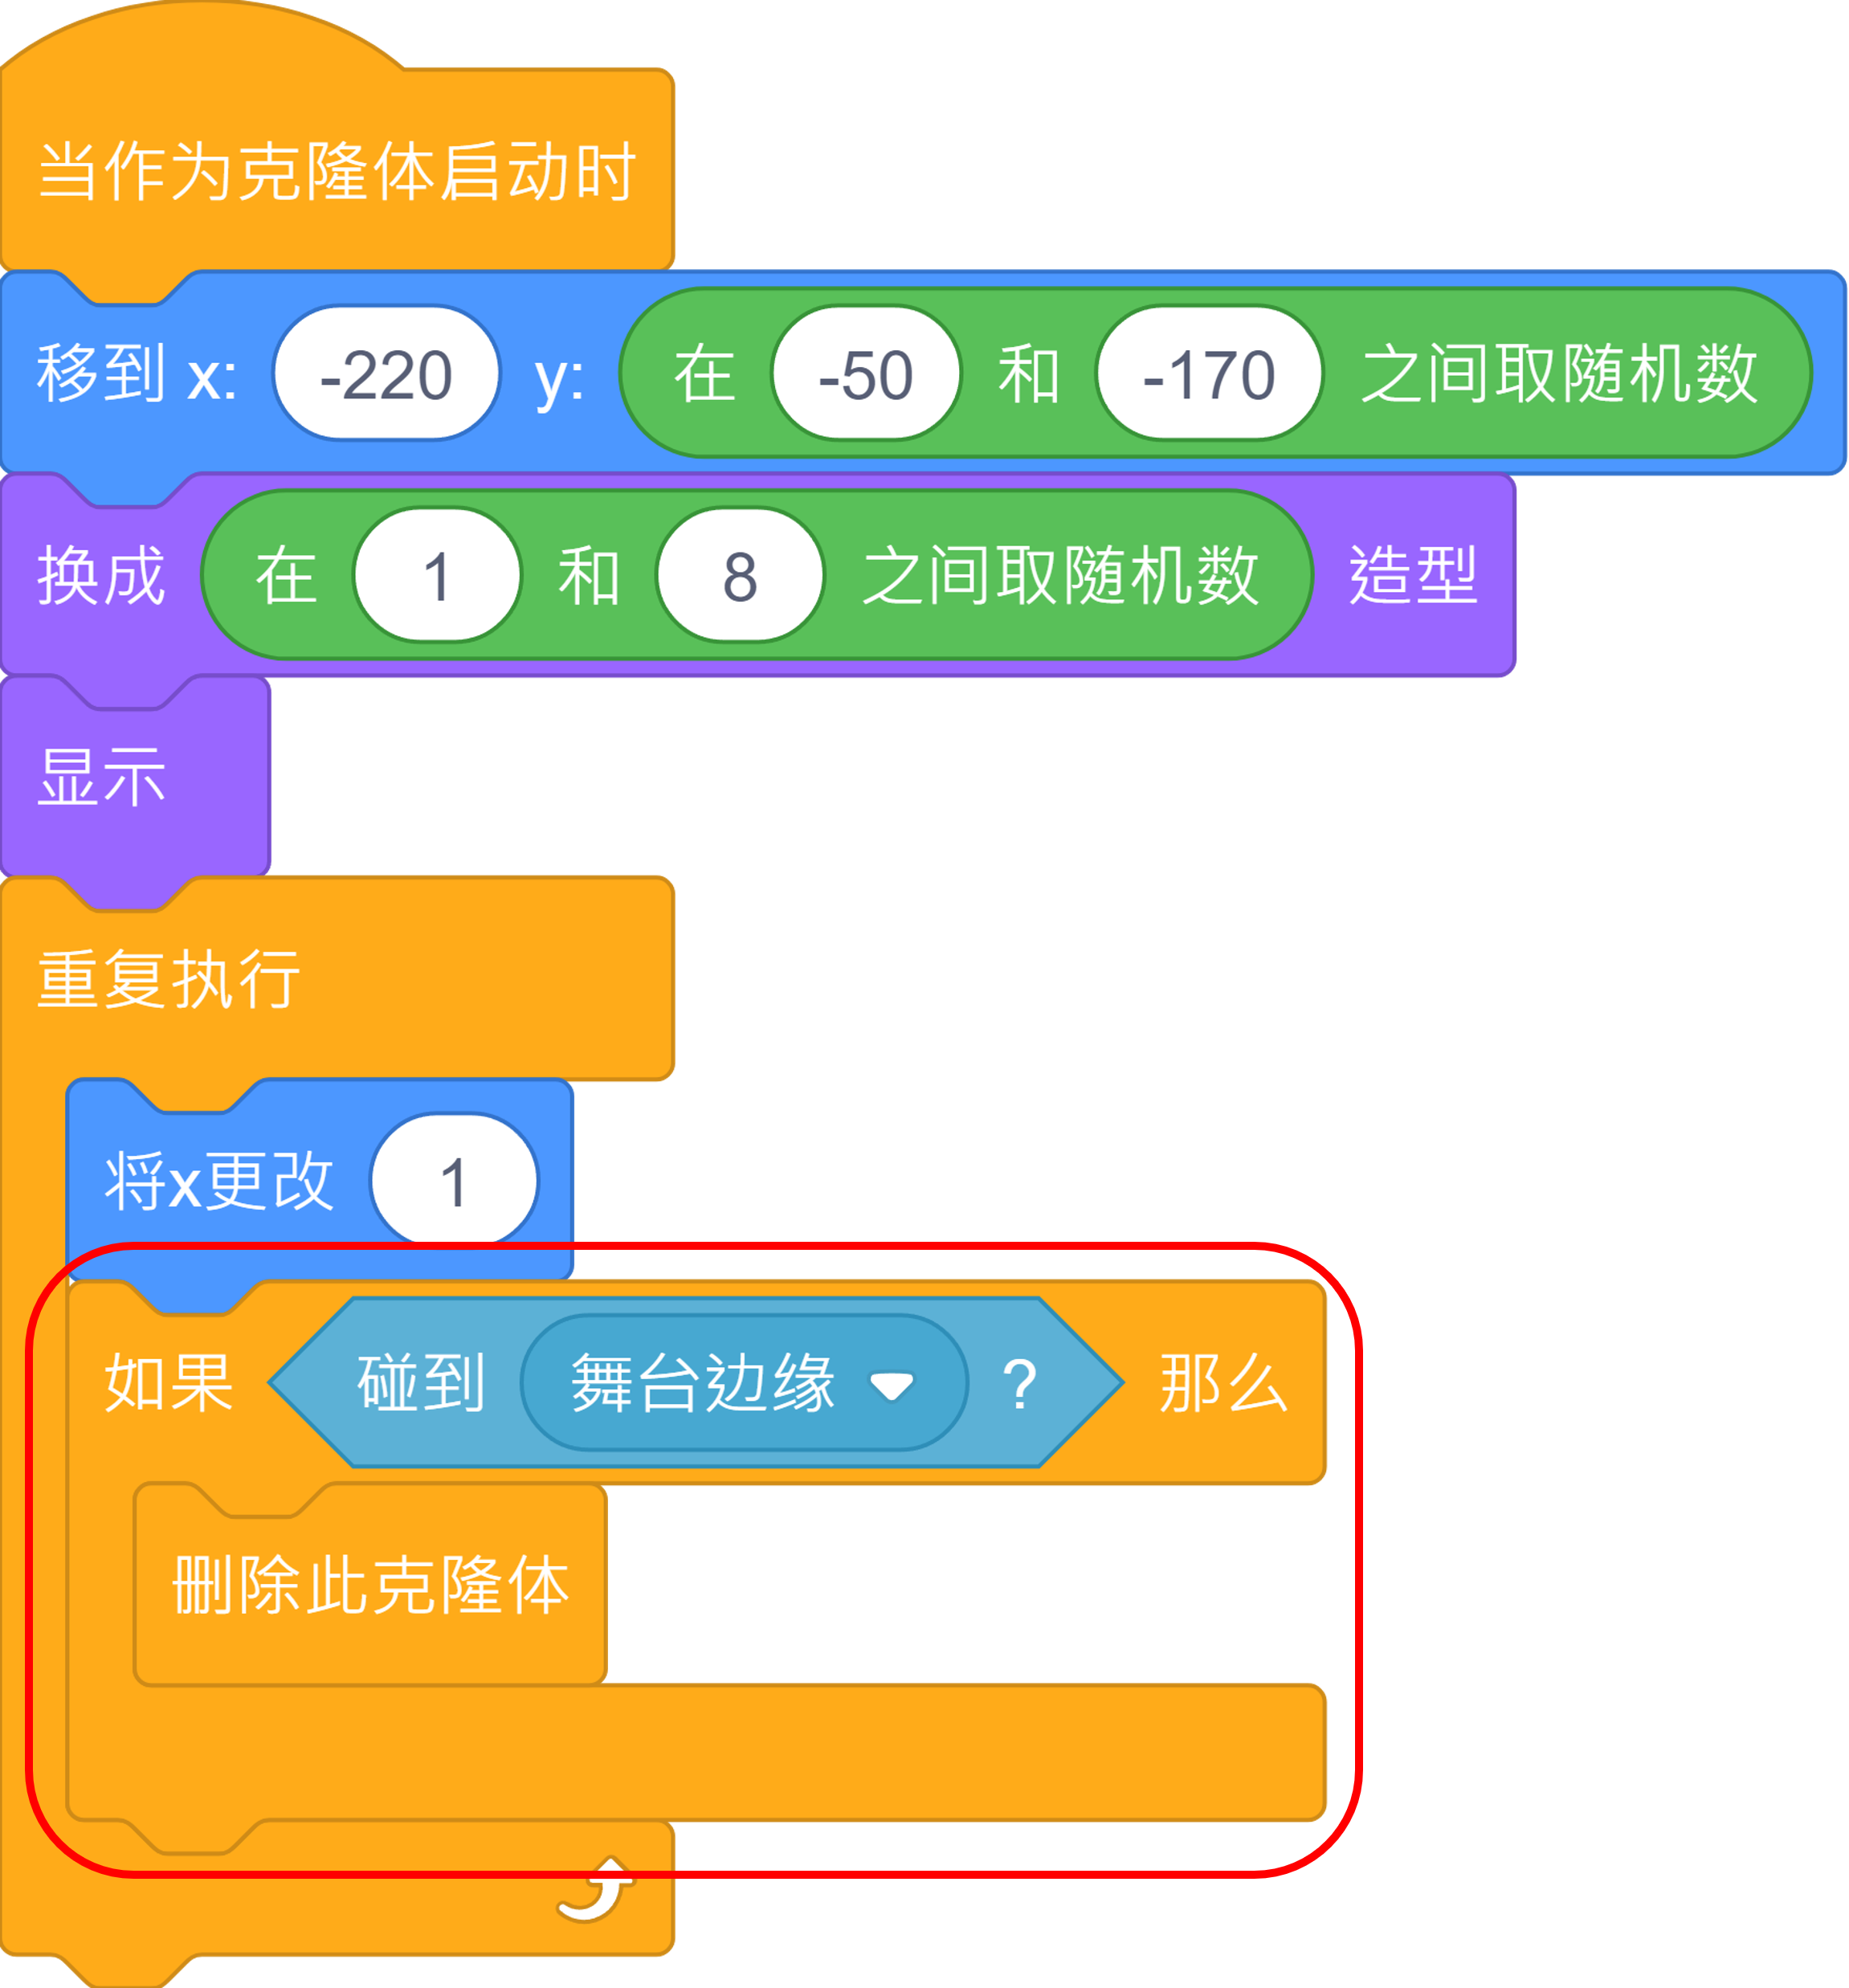 当作为克隆体启动时
移到 x: -220 y: 在 -50 和 -170 之间取随机数
换成 在 1 和 8 之间取随机数 造型
显示
重复执行
将x更改 1
如果 碰到 舞台边缘 ? 那么
删除此克隆体